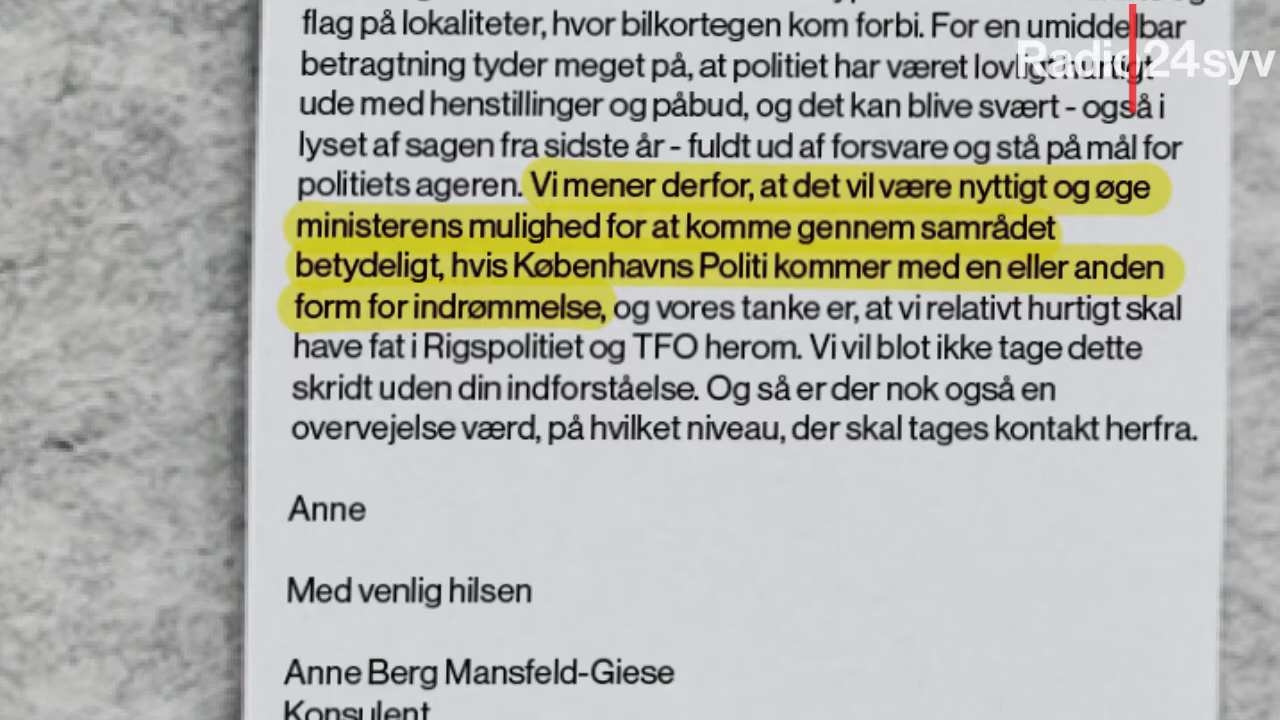 flag på lokaliteter, hvor bilkortegen kom forbi. For en umiddelbar
betragtning tyder meget på, at politiet har været lovlig hurtigt
ude med henstillinger og påbud, og det kan blive svært - også i
lyset af sagen fra sidste år - fuldt ud af forsvare og stå på mål for
politiets ageren. Vi mener derfor, at det vil være nyttigt og øge
ministerens mulighed for at komme gennem samrådet
betydeligt, hvis Københavns Politi kommer med en eller anden
form for indrømmelse, og vores tanke er, at vi relativt hurtigt skal
have fat i Rigspolitiet og TFO herom. Vi vil blot ikke tage dette
skridt uden din indforståelse. Og så er der nok også en
overvejelse værd, på hvilket niveau, der skal tages kontakt herfra.
Anne
Med venlig hilsen
Anne Berg Mansfeld-Giese
Konsulent
Radio24syv